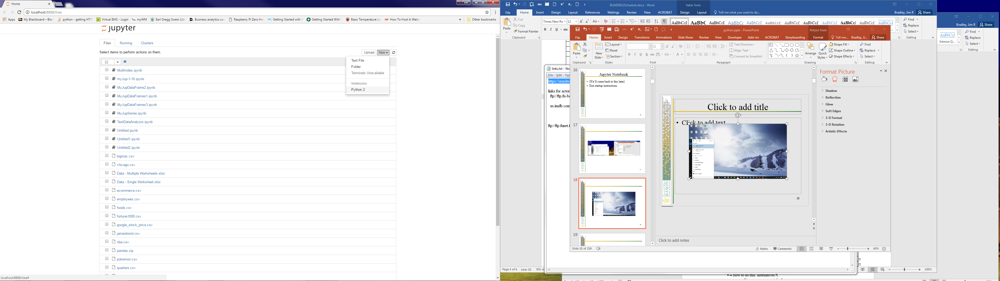 Home
Jim
localhost:8888/tree
Apps
My Blackboard – Blac
python - getting HTT
Virtual EMS - Login
myWM
Earl Gregg Swem Libr
Business analytics cas
Raspberry Pi Zero He
Getting Started with R
Getting Started With
Basic Temperature Lo
How To Host A Webs
»
Other bookmarks
jupyter
Files Running Clusters
Select items to perform actions on them.
Upload New
Text File
Folder
Terminals Unavailable
Notebooks
Python 2
MultiIndex.ipynb
myJup-1-16.ipynb
MyJupDataFrame2.ipynb
MyJupDataFrames1.ipynb
MyJupDataFrames3.ipynb
MyJupSeries.ipynb
TextDataAnalysis.ipynb
Untitled.ipynb
Untitled1.ipynb
Untitled2.ipynb
bigmac.csv
chicago.csv
Data - Multiple Worksheets.xlsx
Data - Single Worksheet.xlsx
ecommerce.csv
employees.csv
foods.csv
fortune1000.csv
google_stock_price.csv
jamesbond.csv
nba.csv
pandas.zip
pokemon.csv
quarters.csv
localhost:8888/tree#
BUAD5012Schedule.docx - Word
Table Tools
File Home Insert Design Layout References Mailings Review View ACROBAT Design Layout Tell me what you want to do...
Bradley, Jim R Share
Paste
Cut
Copy
Format Painter
Clipboard
Times New Ro 12
Find
Replace
Select
Editing
links.txt - No
File Edit Fo
https://oraclec
links for actor
ftp://ftp.fu-be
us.imdb.com
ftp://ftp.funet.f
python.pptx - PowerPoint
Picture Tools
File Home Insert Design Transitions Animations Slide Show Review View Developer Add-ins ACROBAT Storyboarding Format Tell me... Bradley, Ji... Share
Paste
Clipboard
New Slide
Layout
Reset
Section
Slides
32
Font
Text Direction
Align Text
Convert to SmartArt
Paragraph
Arrange
Quick Styles
Shape Fill
Shape Outline
Shape Effects
Drawing
Find
Replace
Select
Editing
16
Jupyter Notebook
• (We'll come back to this later)
• Xxx startup instructions
17
18
19
Click to add title
• Click to add text
WILLIAM & MARY
MASON
SCHOOL OF BUSINESS
18
Click to add notes
Format Picture
Shadow
Reflection
Glow
Soft Edges
3-D Format
3-D Rotation
Artistic Effects
Slide 18 of 259
Notes Comments 60%
Page 4 of 6 Line: 32 931 w
100%
How to do this: alternatives?
Bradley, Jim R Share
AaBbCcI
Intense Q...
Find
Replace
Select
Editing